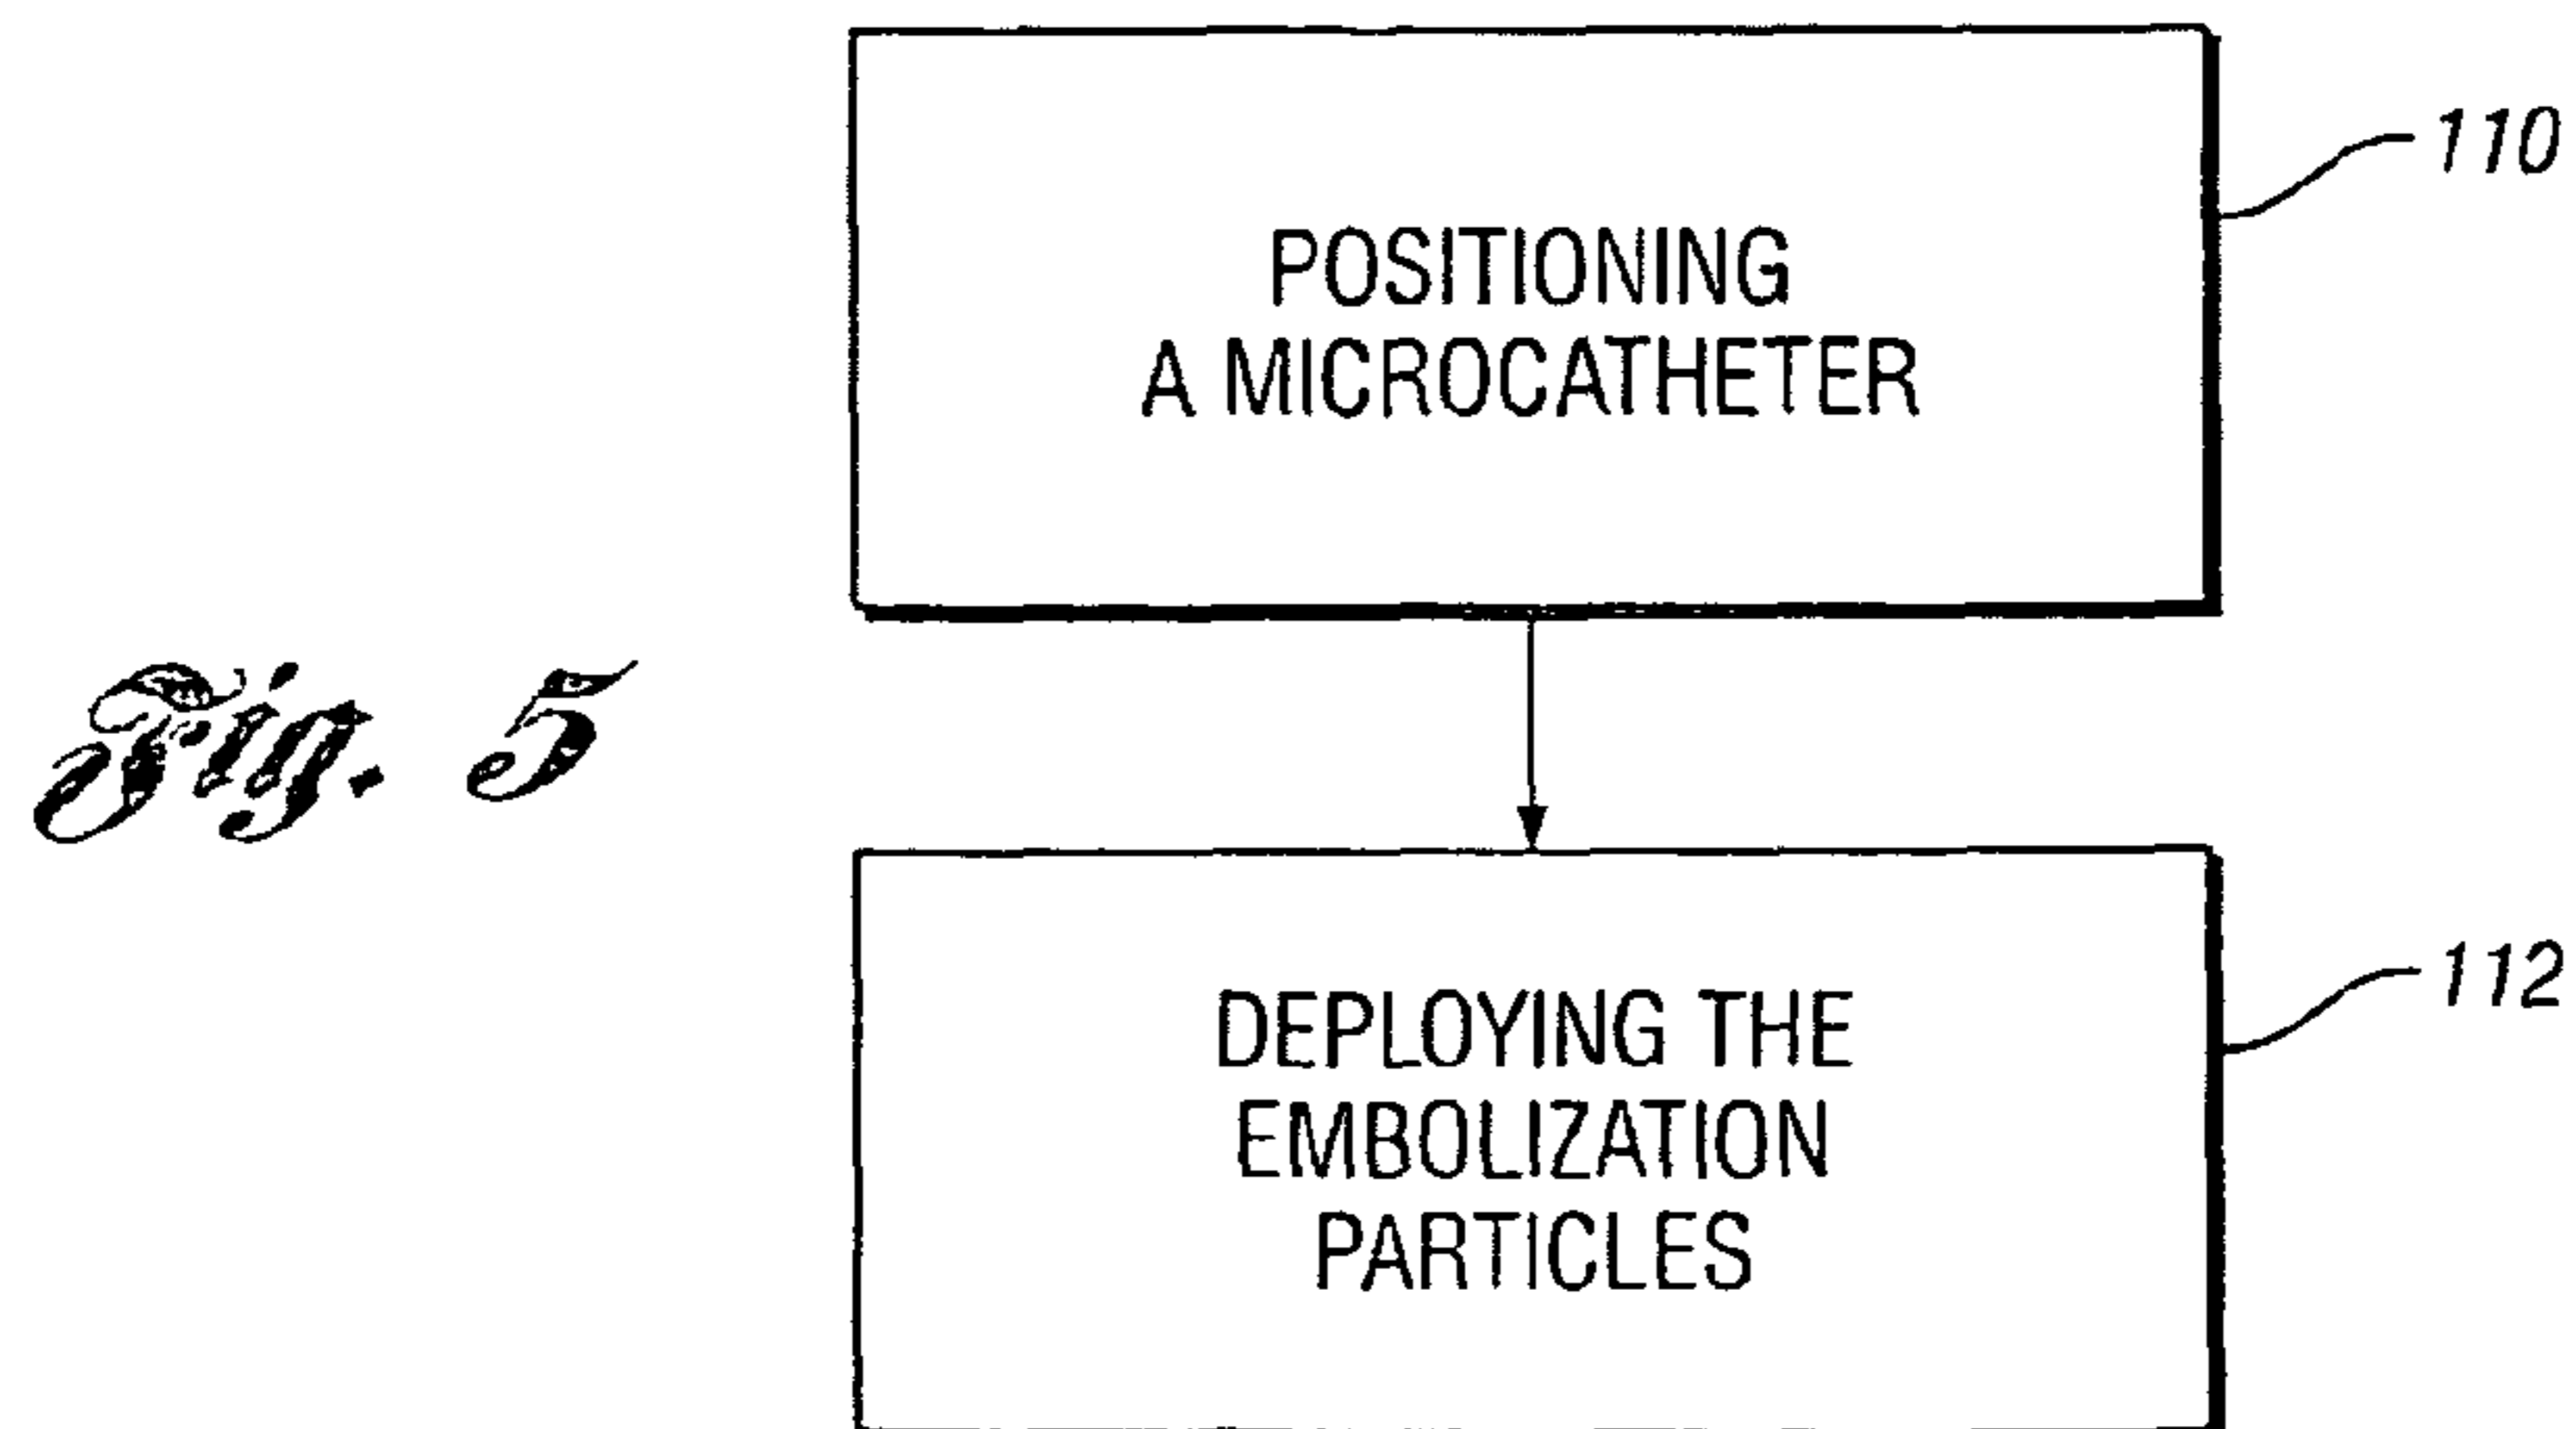 POSITIONING
A MICROCATHETER
110
Fig. 5
DEPLOYING THE
EMBOLIZATION
PARTICLES
112